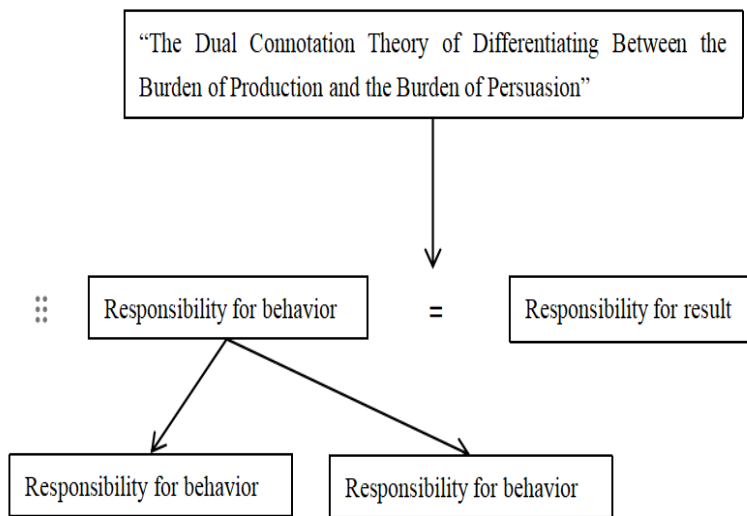 “The Dual Connotation Theory of Differentiating Between the
Burden of Production and the Burden of Persuasion”
Responsibility for behavior
=
Responsibility for result
Responsibility for behavior
Responsibility for behavior